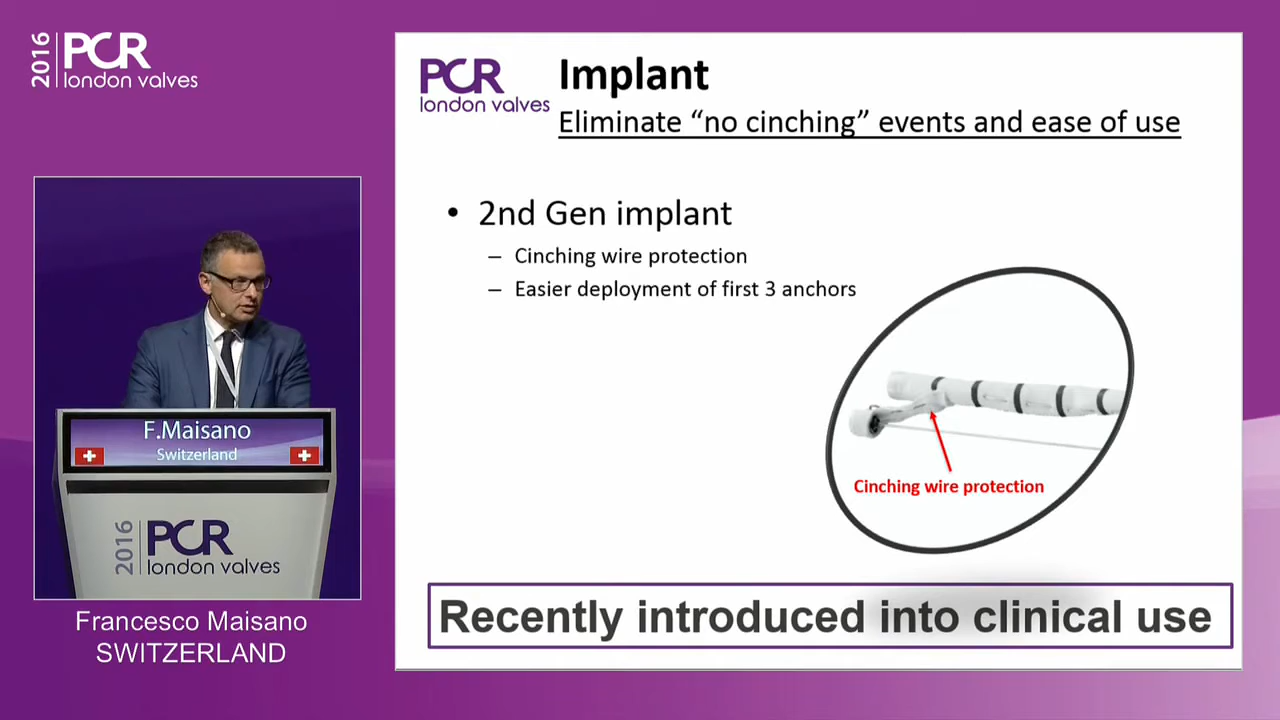 2016 PCR
london valves
PCR
london valves
Implant
Eliminate “no cinching” events and ease of use
• 2nd Gen implant
– Cinching wire protection
– Easier deployment of first 3 anchors
Cinching wire protection
Recently introduced into clinical use
F.Maisano
Switzerland
2016 PCR
london valves
Francesco Maisano
SWITZERLAND